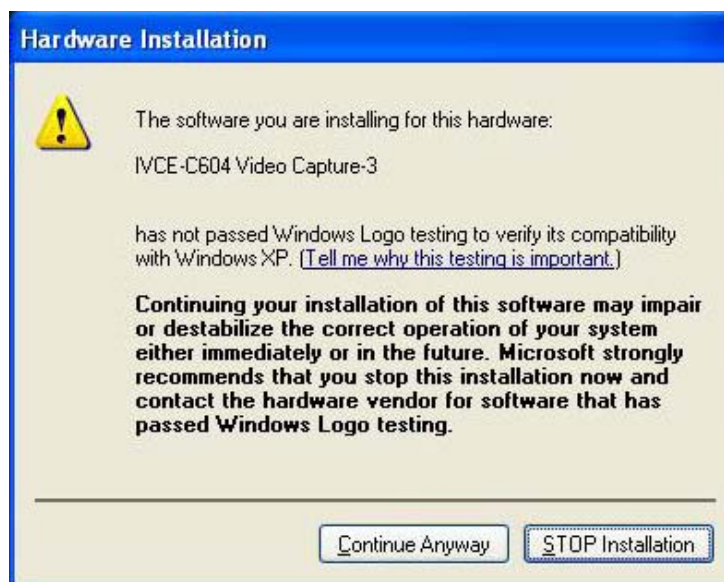 Hardware Installation
The software you are installing for this hardware:
IVCE-C604 Video Capture-3
has not passed Windows Logo testing to verify its compatibility
with Windows XP. (Tell me why this testing is important.)
Continuing your installation of this software may impair
or destabilize the correct operation of your system
either immediately or in the future. Microsoft strongly
recommends that you stop this installation now and
contact the hardware vendor for software that has
passed Windows Logo testing.
Continue Anyway
STOP Installation